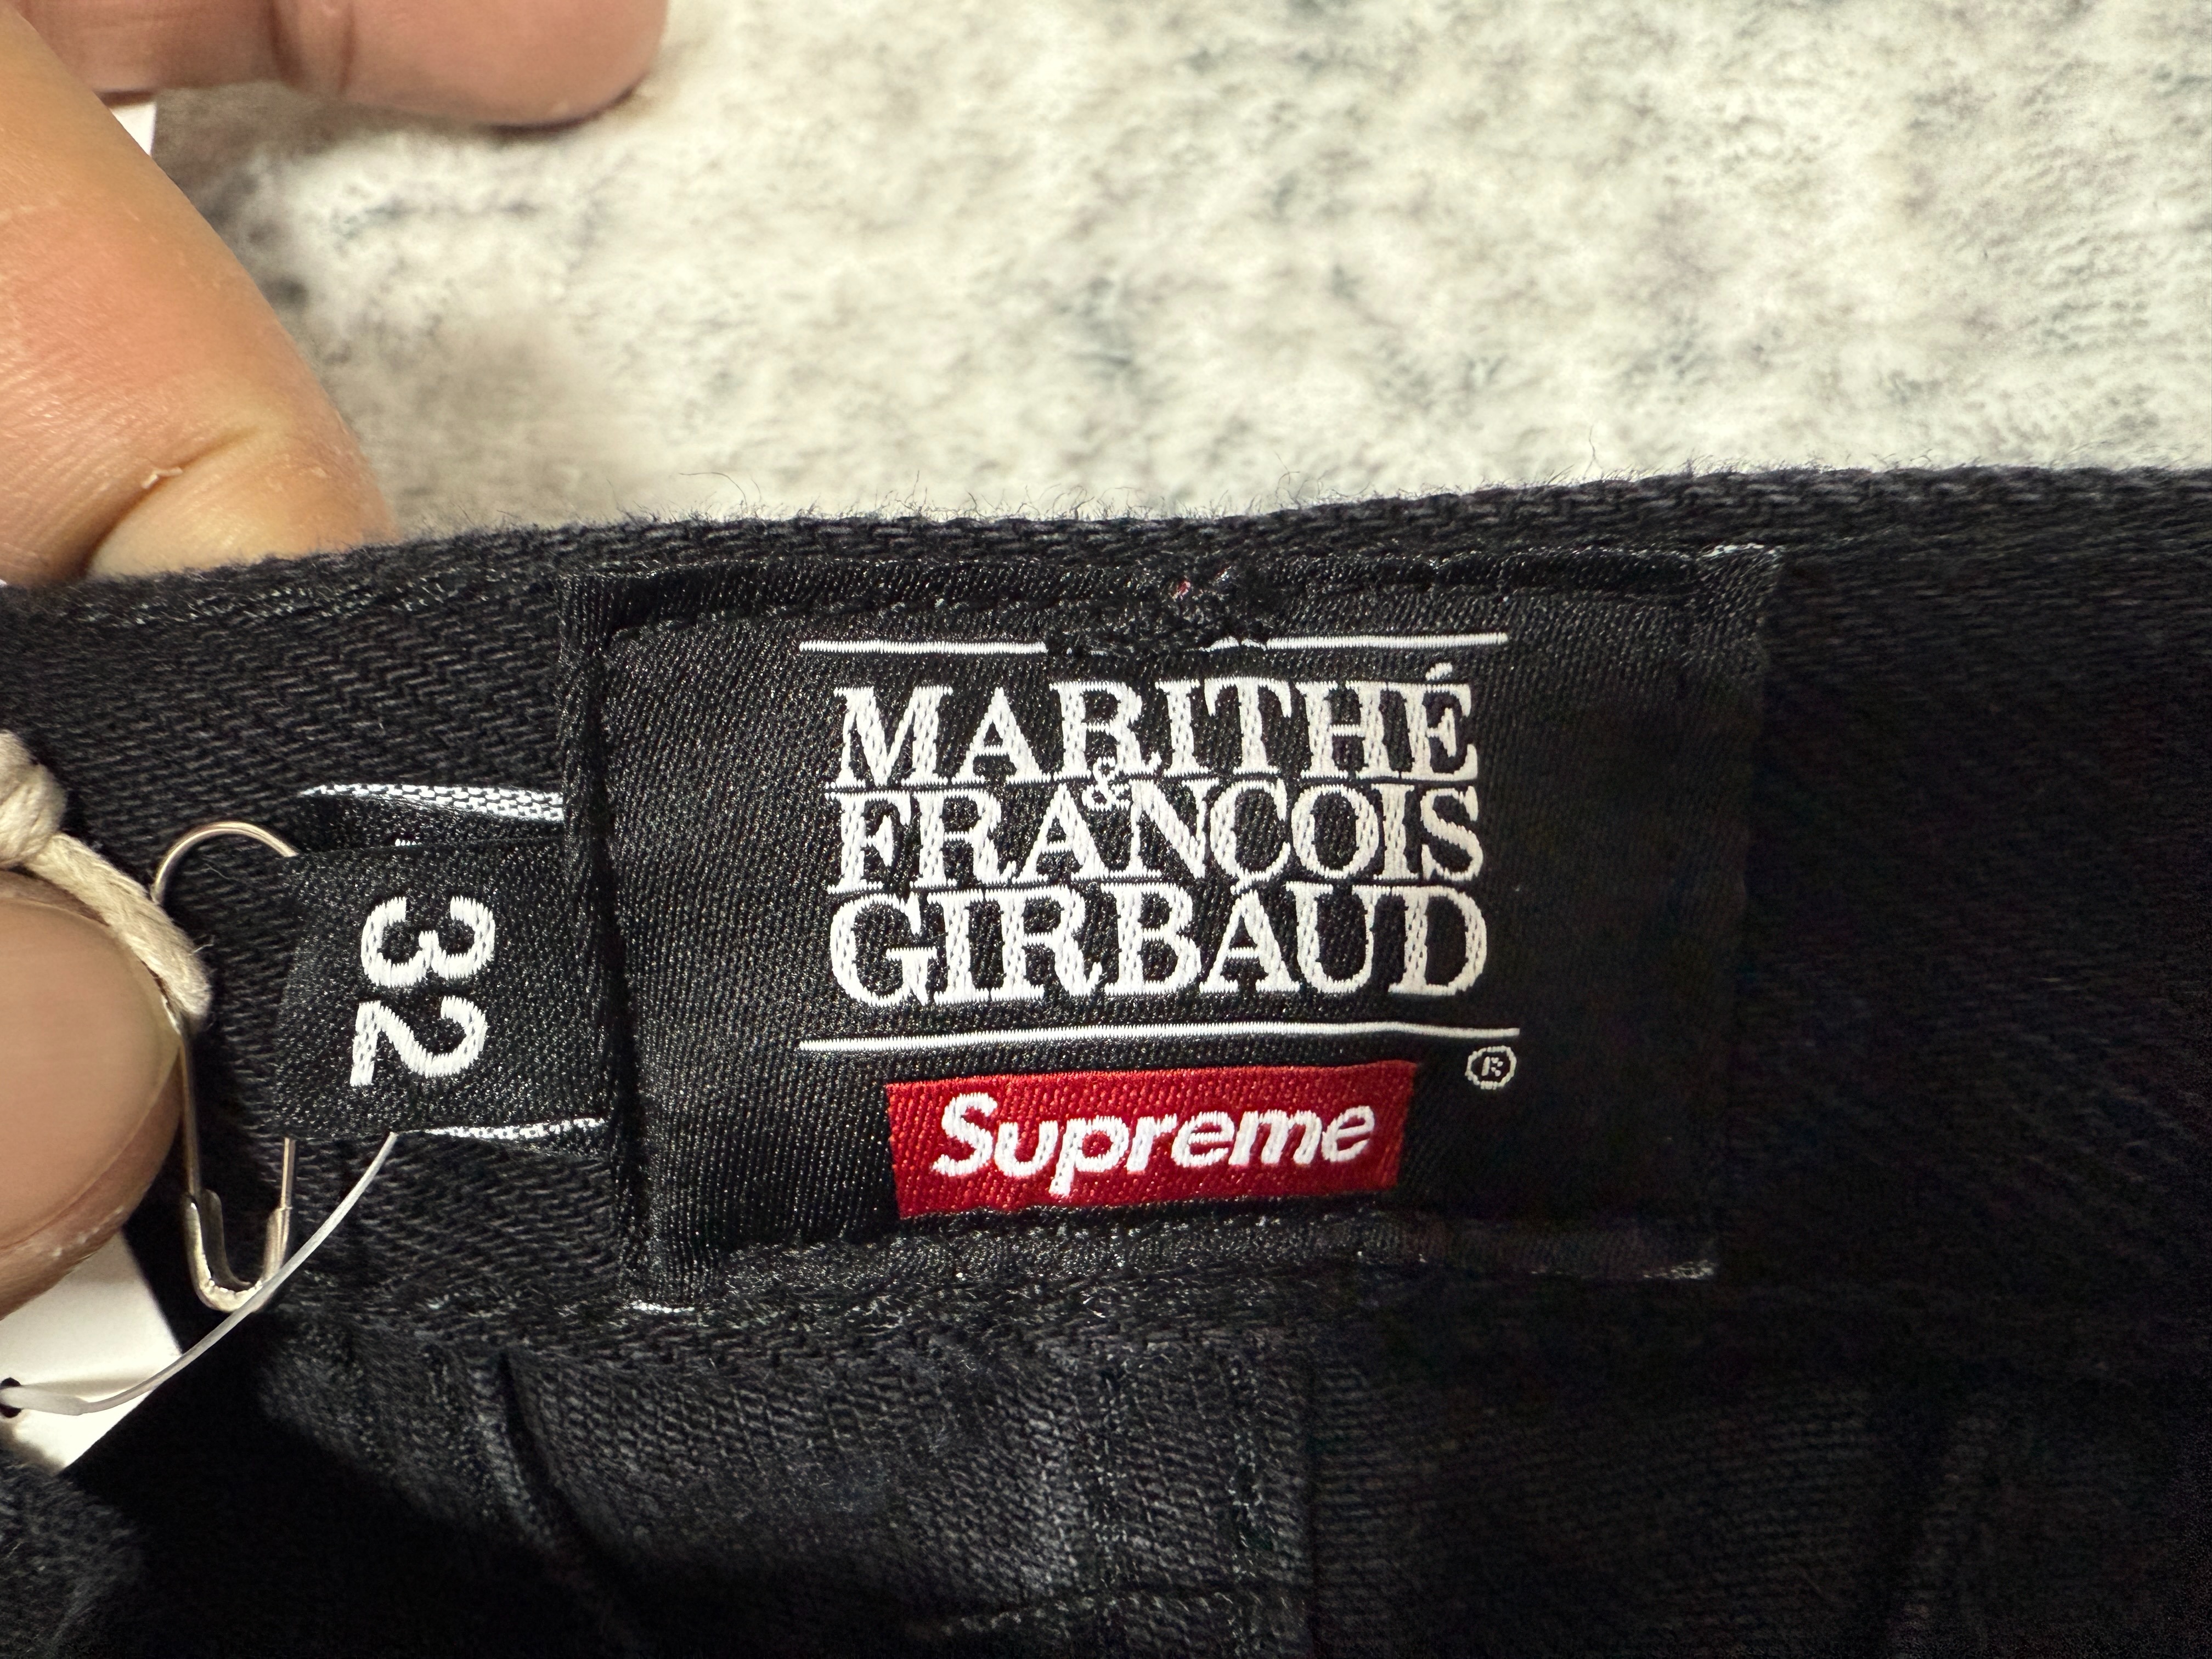 MARITHÉ
&
FRANÇOIS
GIRBAUD
®
Supreme
32